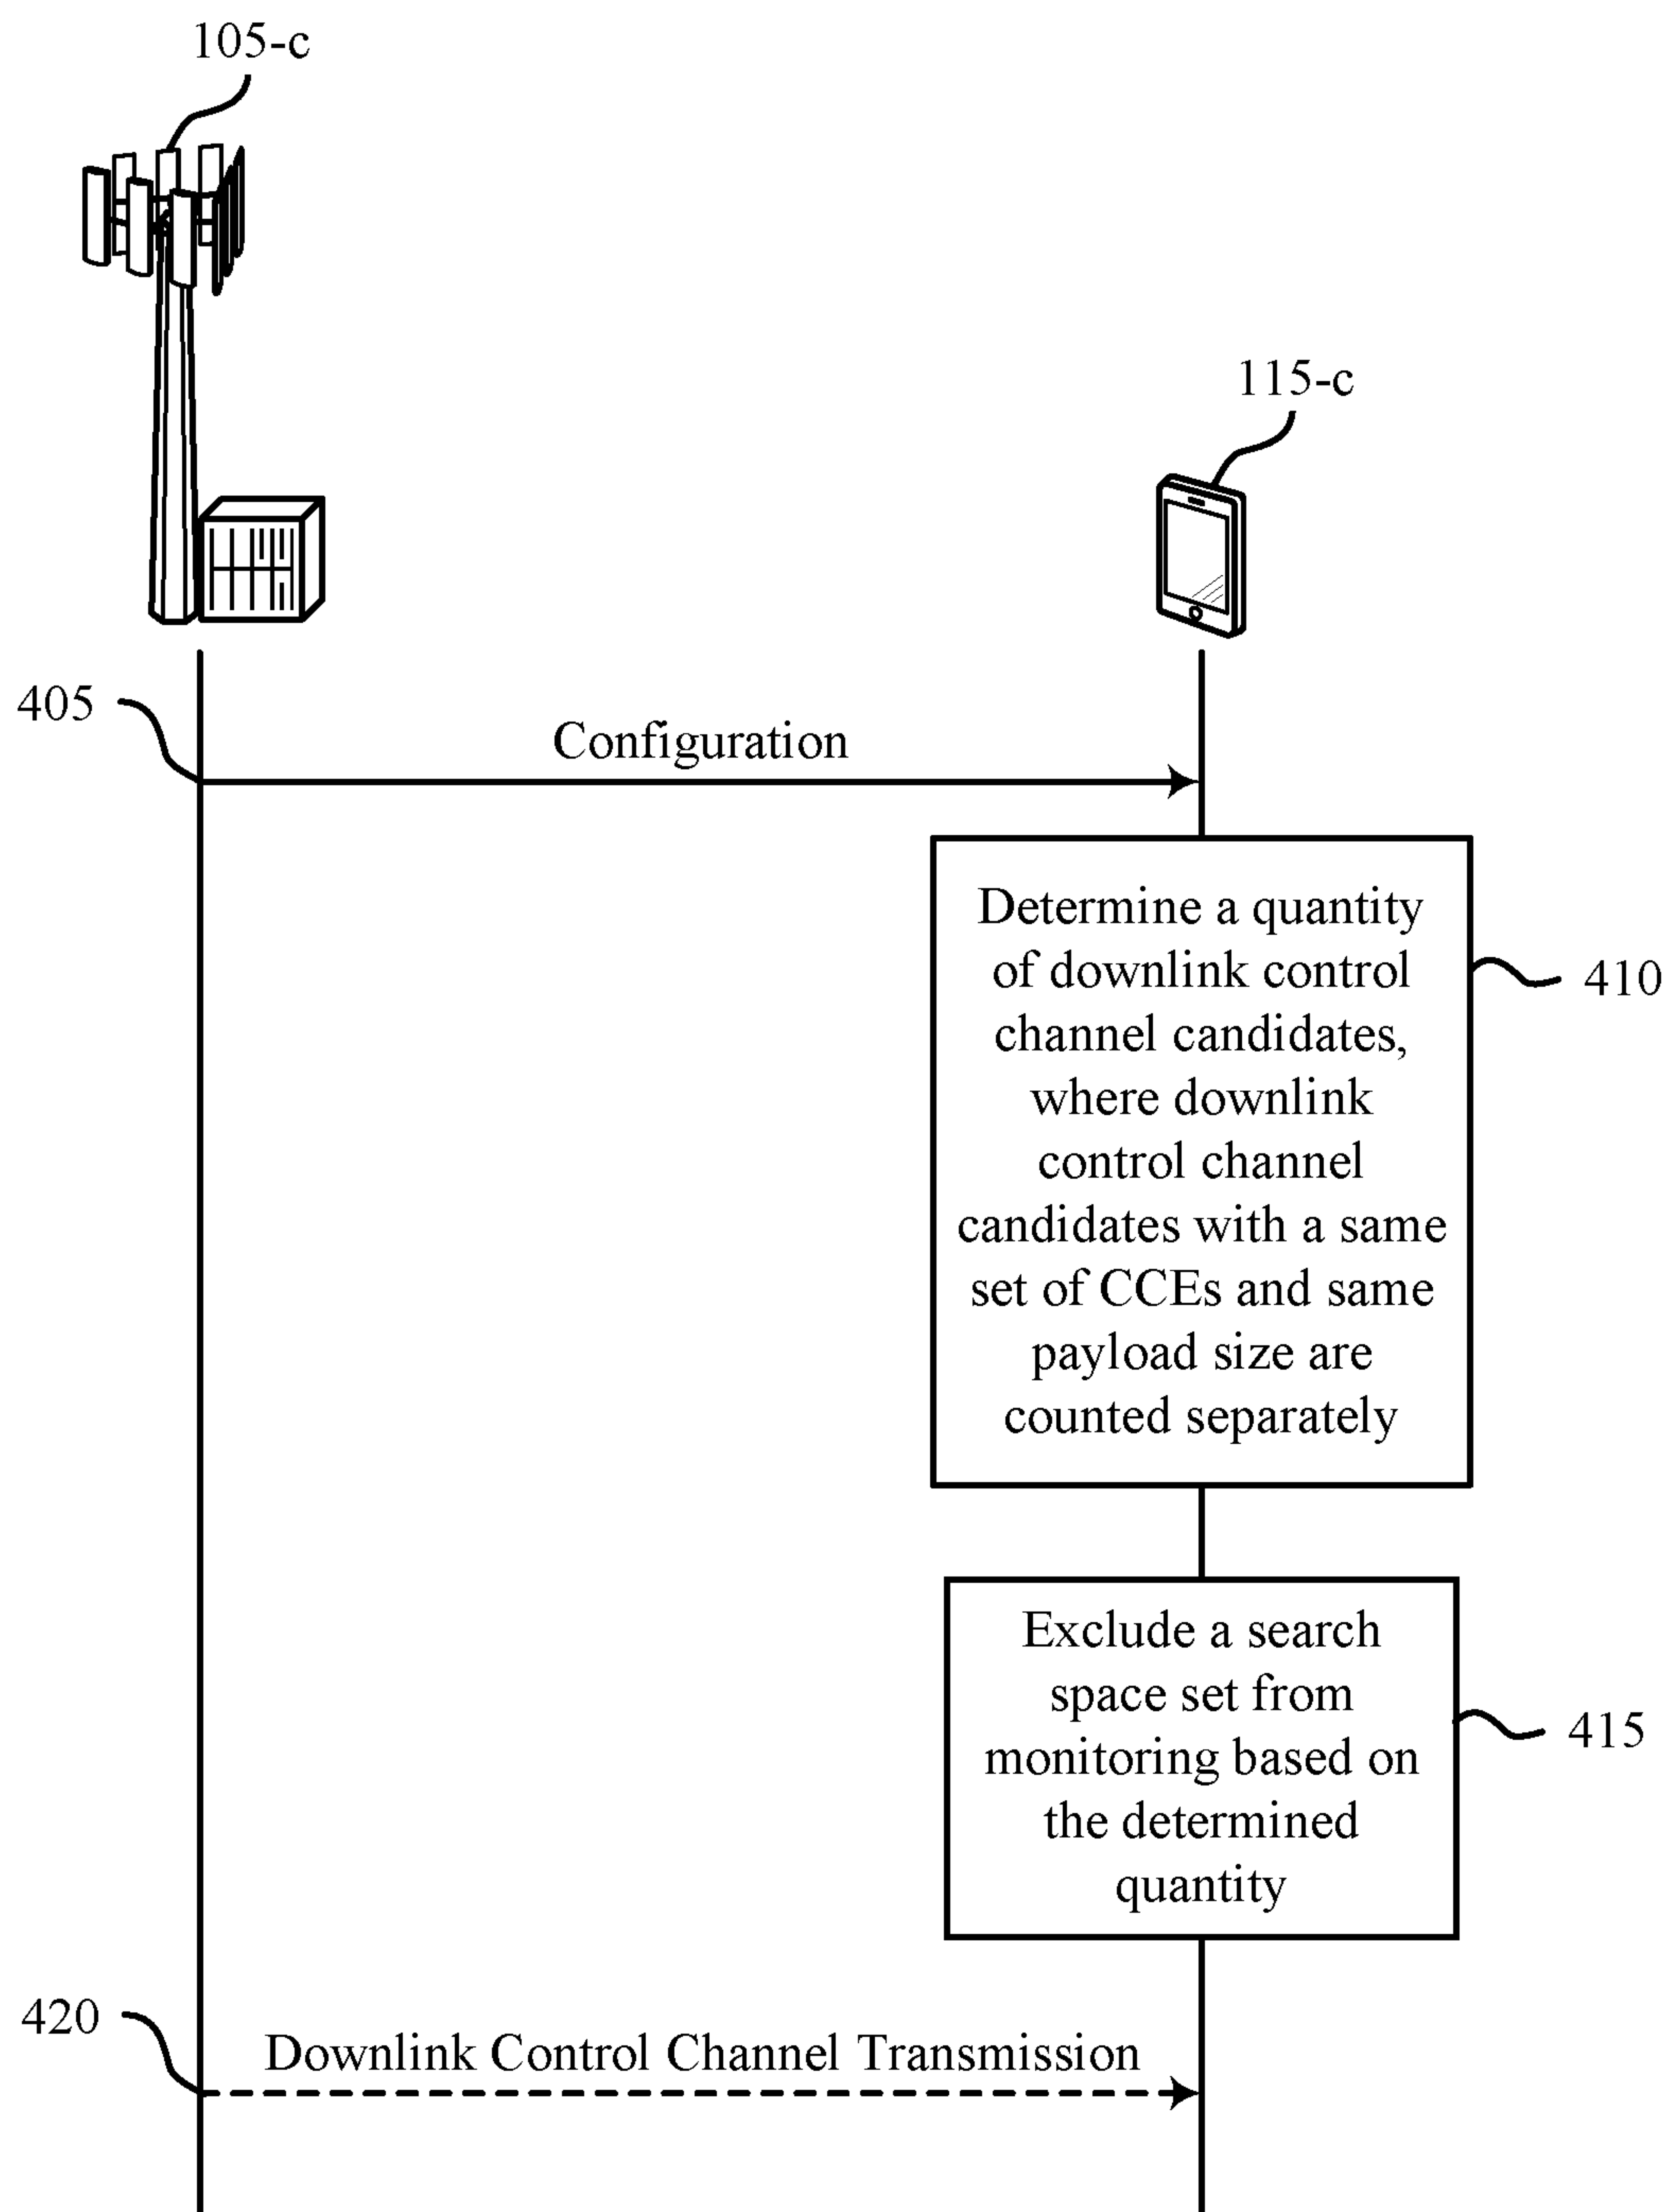 105-c
115-c
405
Configuration
Determine a quantity
of downlink control
channel candidates,
where downlink
control channel
candidates with a same
set of CCEs and same
payload size are
counted separately
410
Exclude a search
space set from
monitoring based on
the determined
quantity
415
420
Downlink Control Channel Transmission